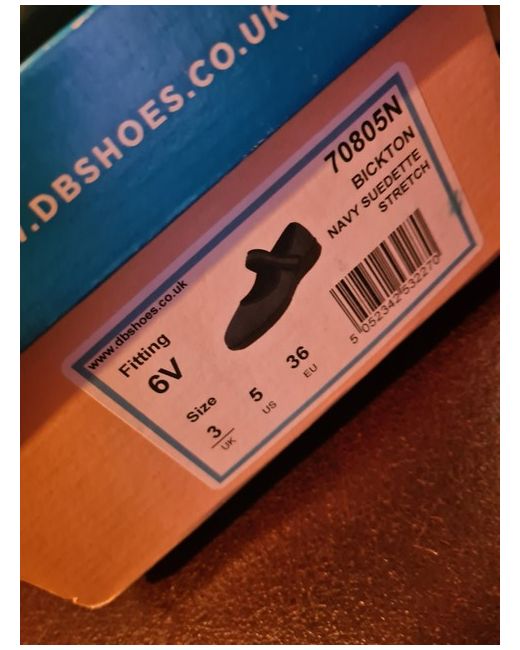 .DBSHOES.CO.UK
www.dbshoes.co.uk
70805N
BICKTON
NAVY SUEDETTE
STRETCH
Fitting
6V
Size
3 5 36
UK US EU
5 052342 532270